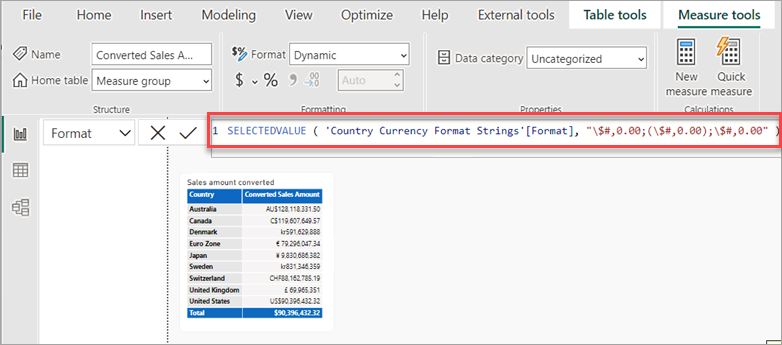 File Home Insert Modeling View Optimize Help External tools Table tools Measure tools
Name Converted Sales A... $% Format Dynamic Data category Uncategorized New measure Quick measure
Home table Measure group $ % 9 .00 →0 Auto
Structure Formatting Properties Calculations
Format 1 SELECTEDVALUE ( 'Country Currency Format Strings'[Format], "\$#,0.00;(\$#,0.00);\$#,0.00" )
Sales amount converted
Country Converted Sales Amount
Australia AU$128,118,331.50
Canada C$119,607,649.57
Denmark kr591,629,888
Euro Zone € 79,296,047.34
Japan ¥ 9,830,686,382
Sweden kr831,346,359
Switzerland CHF88,162,785.19
United Kingdom £ 69,965,351
United States US$90,396,432.32
Total $90,396,432.32